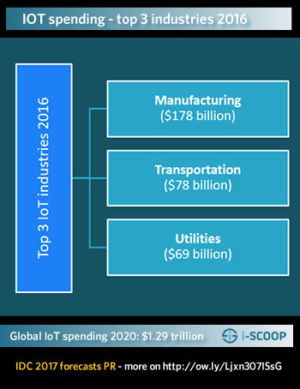 IOT spending - top 3 industries 2016
Top 3 IoT industries 2016
Manufacturing
($178 billion)
Transportation
($78 billion)
Utilities
($69 billion)
Global IoT spending 2020: $1.29 trillion
i-SCOOP
IDC 2017 forecasts PR - more on http://ow.ly/Ljxn307ISsG